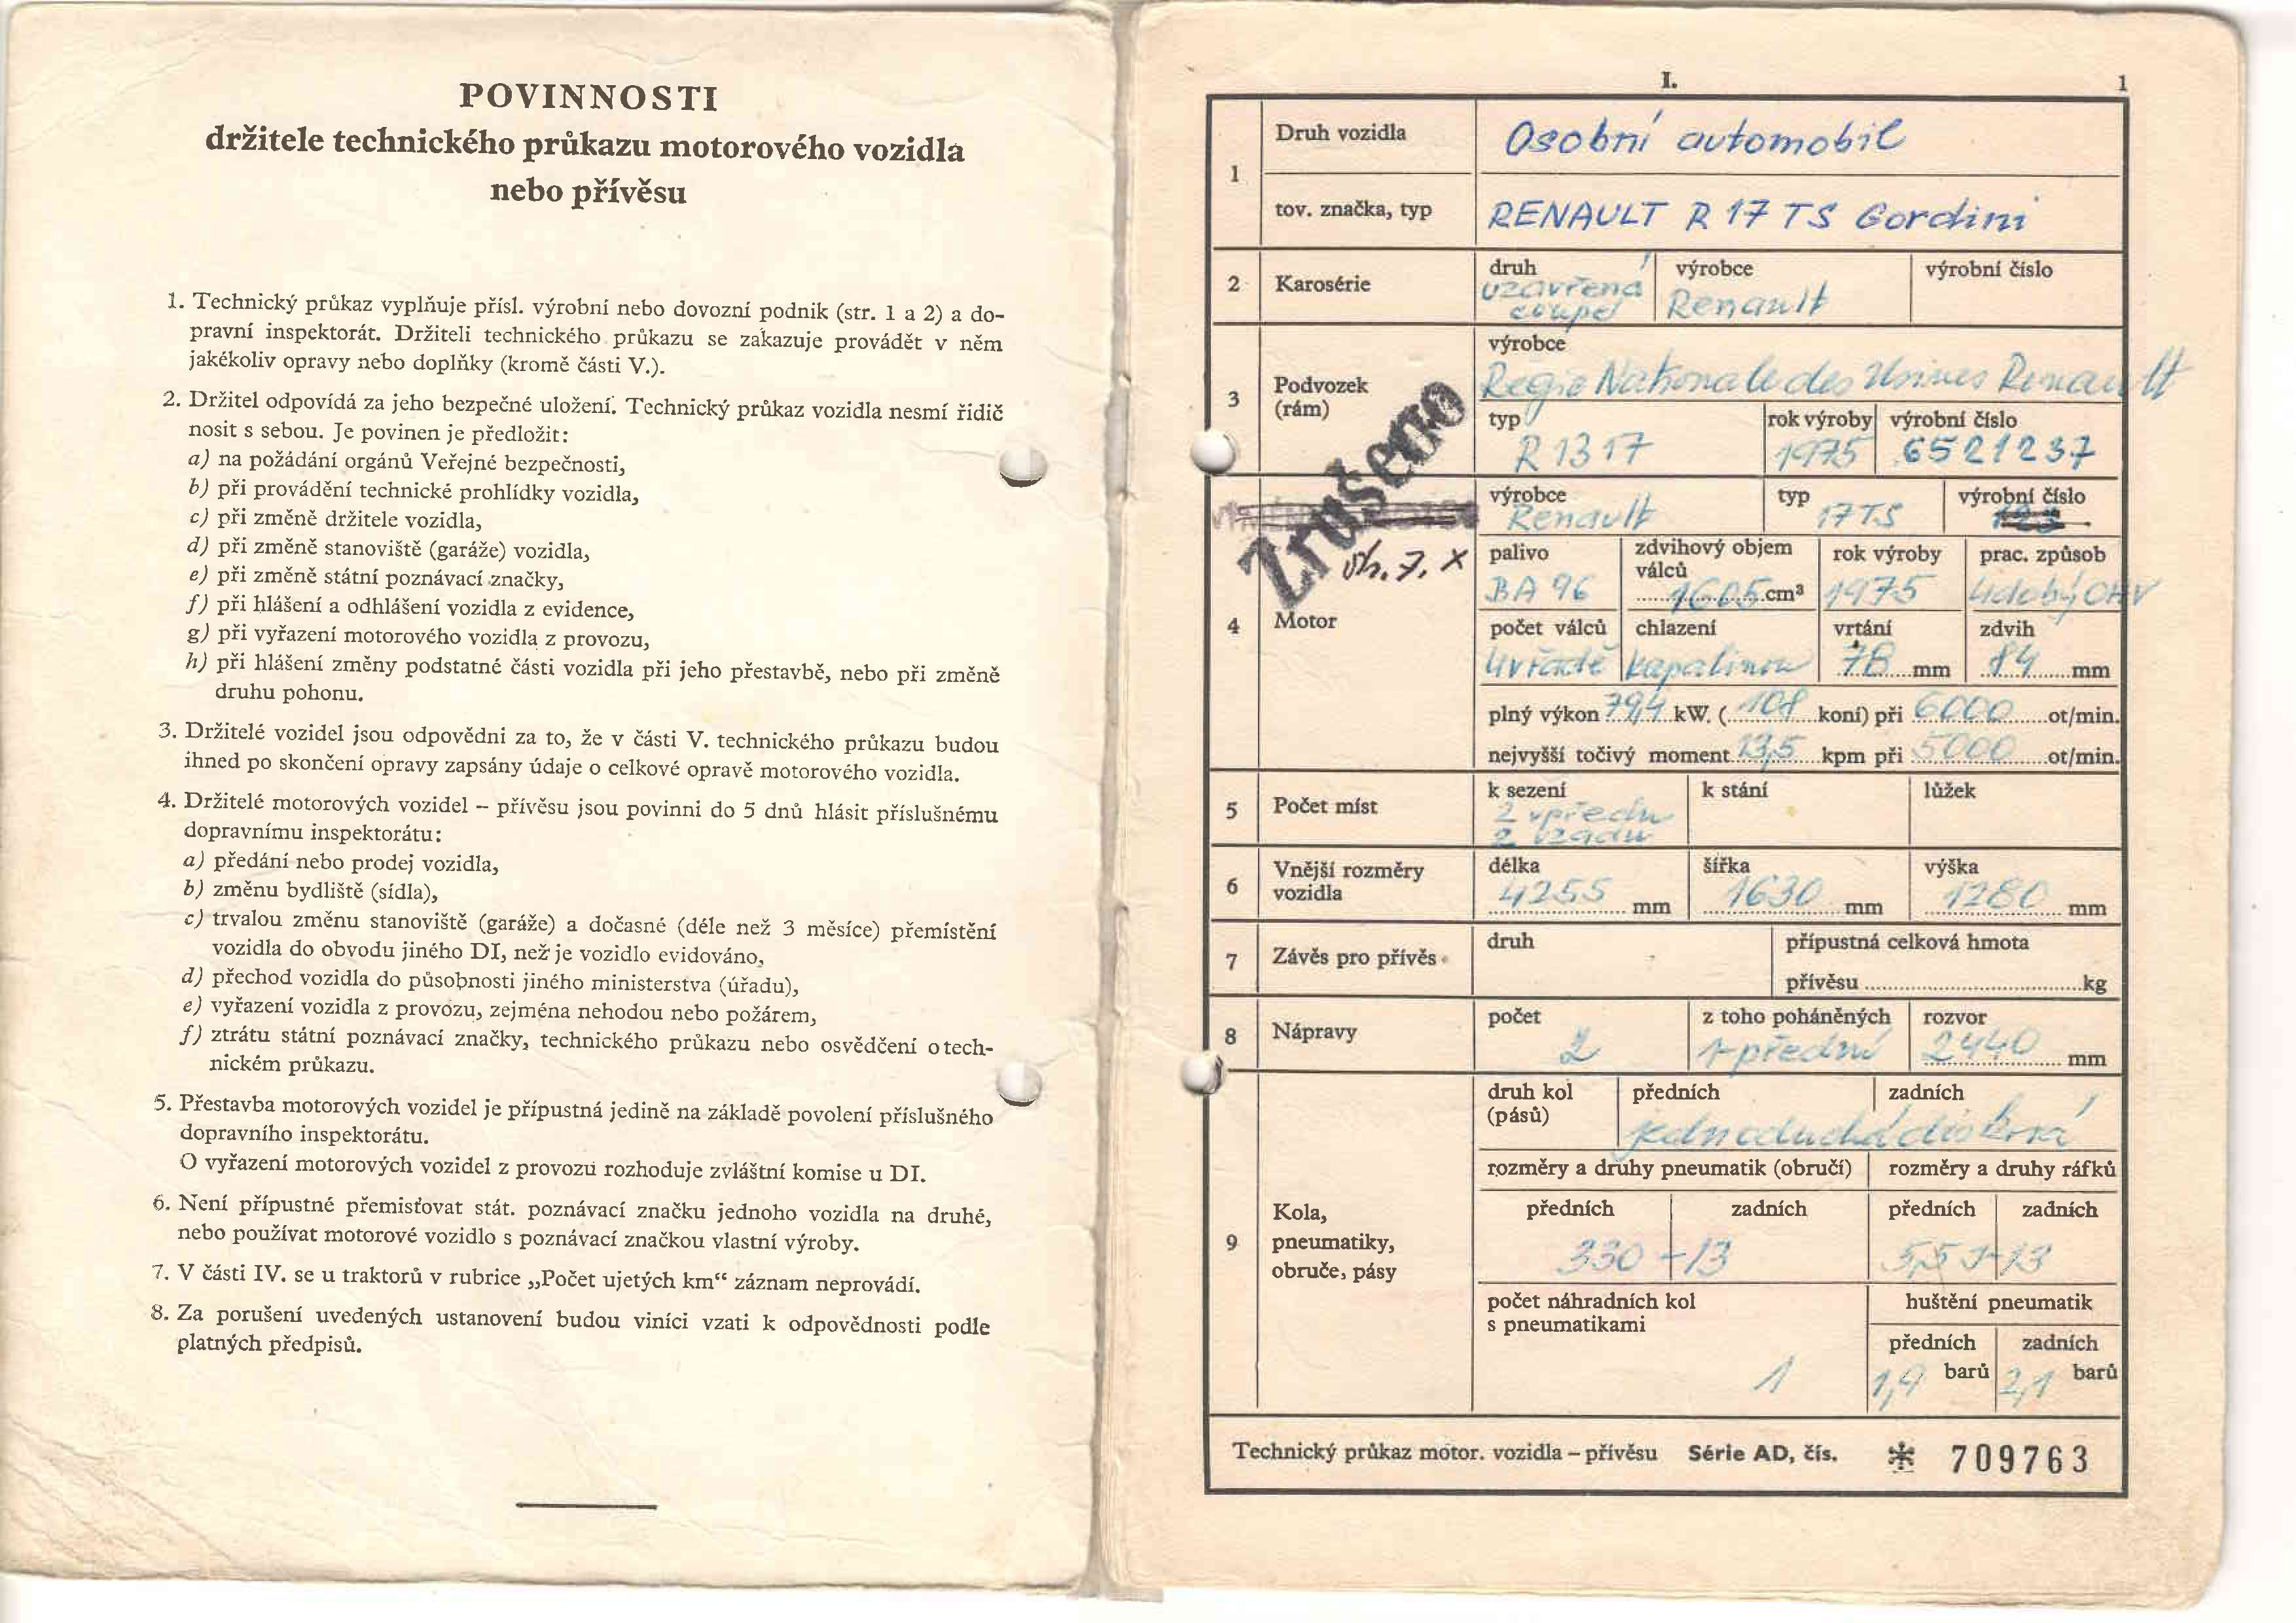 POVINNOSTI
držitele technického průkazu motorového vozidla
nebo přívěsu
1. Technický průkaz vyplňuje přísl. výrobní nebo dovozní podnik (str. 1 a 2) a do-
pravní inspektorát. Držiteli technického průkazu se zakazuje provádět v něm
jakékoliv opravy nebo doplňky (kromě části V.).
2. Držitel odpovídá za jeho bezpečné uložení. Technický průkaz vozidla nesmí řidič
nosit s sebou. Je povinen je předložit:
a) na požádání orgánů Veřejné bezpečnosti,
b) při provádění technické prohlídky vozidla,
c) při změně držitele vozidla,
d) při změně stanoviště (garáže) vozidla,
e) při změně státní poznávací značky,
f) při hlášení a odhlášení vozidla z evidence,
g) při vyřazení motorového vozidla z provozu,
h) při hlášení změny podstatné části vozidla při jeho přestavbě, nebo při změně
druhu pohonu.
3. Držitelé vozidel jsou odpovědni za to, že v části V. technického průkazu budou
ihned po skončení opravy zapsány údaje o celkové opravě motorového vozidla.
4. Držitelé motorových vozidel – přívěsu jsou povinni do 5 dnů hlásit příslušnému
dopravnímu inspektorátu:
a) předání nebo prodej vozidla,
b) změnu bydliště (sídla),
c) trvalou změnu stanoviště (garáže) a dočasné (déle než 3 měsíce) přemístění
vozidla do obvodu jiného DI, než je vozidlo evidováno,
d) přechod vozidla do působnosti jiného ministerstva (úřadu),
e) vyřazení vozidla z provozu, zejména nehodou nebo požárem,
f) ztrátu státní poznávací značky, technického průkazu nebo osvědčení o tech-
nickém průkazu.
5. Přestavba motorových vozidel je přípustná jedině na základě povolení příslušného
dopravního inspektorátu.
O vyřazení motorových vozidel z provozu rozhoduje zvláštní komise u DI.
6. Není přípustné přemisťovat stát. poznávací značku jednoho vozidla na druhé,
nebo používat motorové vozidlo s poznávací značkou vlastní výroby.
7. V části IV. se u traktorů v rubrice „Počet ujetých km“ záznam neprovádí.
8. Za porušení uvedených ustanovení budou viníci vzati k odpovědnosti podle
platných předpisů.
I. 1
1 Druh vozidla Osobní automobil
tov. značka, typ RENAULT R 17 TS Gordini
2 Karosérie druh výrobce výrobní číslo
uzavřená Renault
coupé
3 Podvozek (rám) výrobce
Regie Nationale des Usines Renault
typ rok výroby výrobní číslo
R 1317 1975 6521237
Zrušeno
4 Motor výrobce typ výrobní číslo
Renault 17 TS
palivo zdvihový objem válců rok výroby prac. způsob
BA 96 1605 cm³ 1975 4dobý OHV
počet válců chlazení vrtání zdvih
4 v řadě kapalinou 78 mm 84 mm
plný výkon 79,4 kW. (108 koní) při 6000 ot/min.
nejvyšší točivý moment 13,5 kpm při 5000 ot/min.
5 Počet míst k sezení k stání lůžek
2 vpředu
2 vzadu
6 Vnější rozměry vozidla délka šířka výška
4255 mm 1630 mm 1280 mm
7 Závěs pro přívěs druh přípustná celková hmota
přívěsu kg
8 Nápravy počet z toho poháněných rozvor
2 1-přední 2440 mm
9 Kola, pneumatiky, obruče, pásy
druh kol (pásů) předních zadních
jednoduchá disková
rozměry a druhy pneumatik (obručí) rozměry a druhy ráfků
předních zadních předních zadních
330 - 13 5,5 J-13
počet náhradních kol s pneumatikami huštění pneumatik
předních zadních
1 1,9 barů 2,1 barů
Technický průkaz motor. vozidla – přívěsu Série AD, čís. * 709763